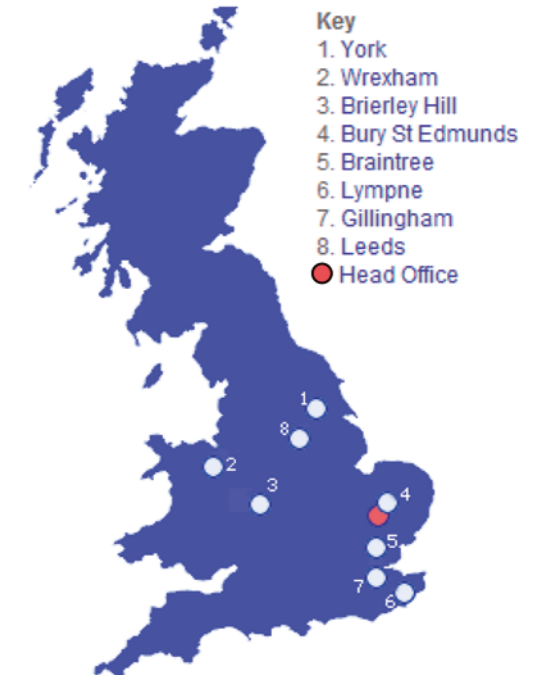 Key
1. York
2. Wrexham
3. Brierley Hill
4. Bury St Edmunds
5. Braintree
6. Lympne
7. Gillingham
8. Leeds
Head Office
1
8
2
3
4
5
7
6